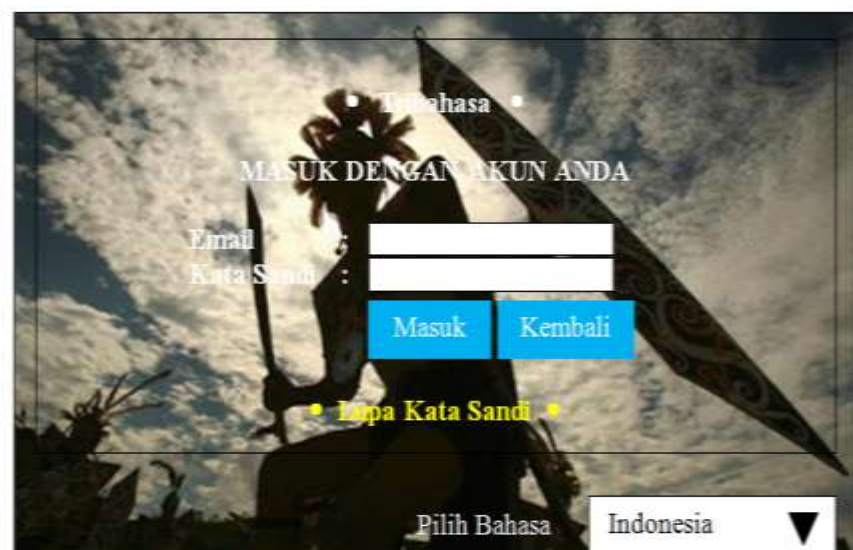 • Tribahasa •
MASUK DENGAN AKUN ANDA
Email :
Kata Sandi :
Masuk Kembali
• Lupa Kata Sandi •
Pilih Bahasa Indonesia